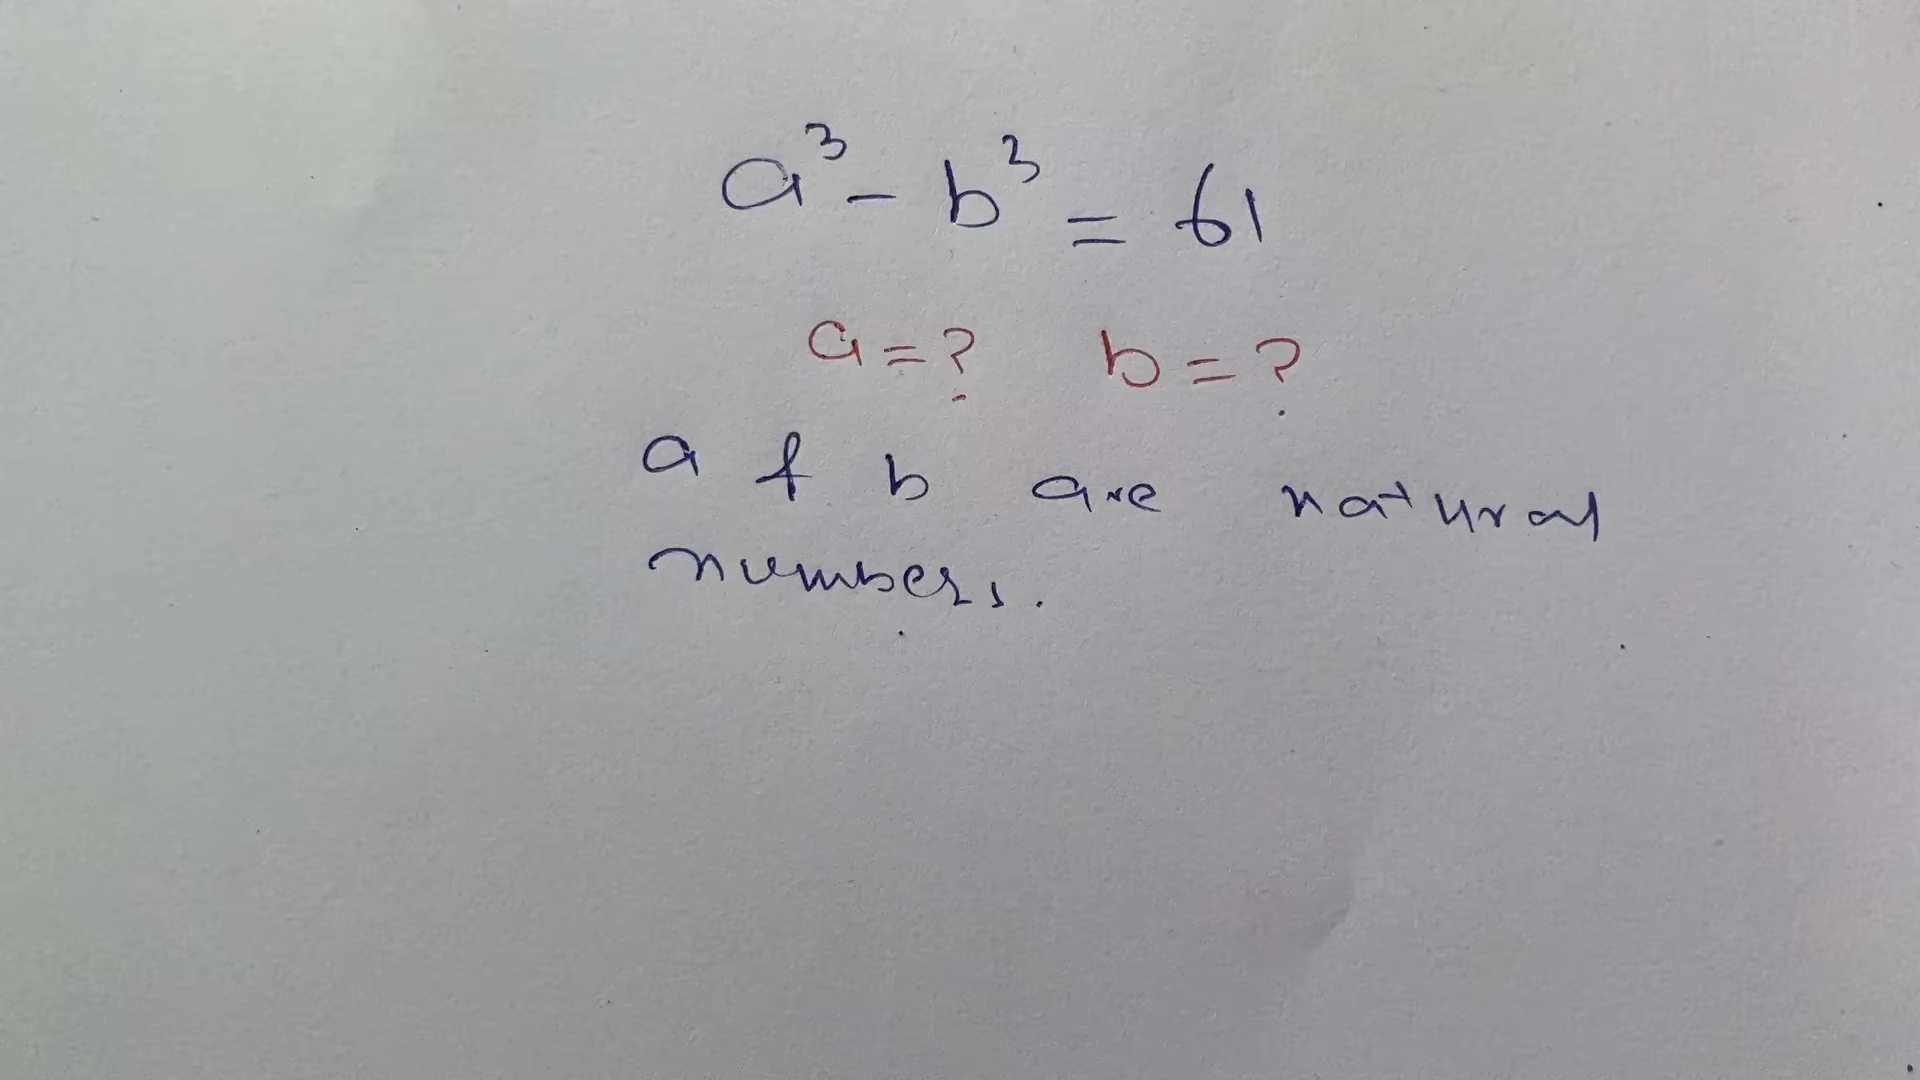 a³ - b³ = 61
a = ? b = ?
a & b are natural
numbers.